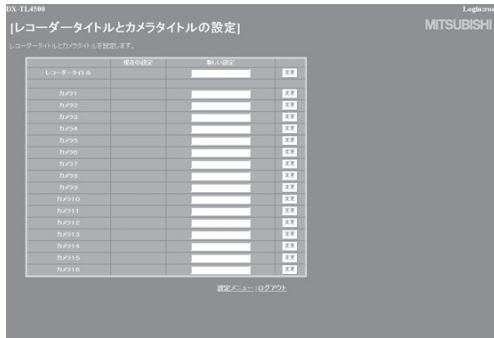 DX-TL4500 Login:roo
[レコーダータイトルとカメラタイトルの設定] MITSUBISHI
レコーダータイトルとカメラタイトルを設定します。
現在の設定 新しい設定
レコーダータイトル 変更
カメラ1 変更
カメラ2 変更
カメラ3 変更
カメラ4 変更
カメラ5 変更
カメラ6 変更
カメラ7 変更
カメラ8 変更
カメラ9 変更
カメラ10 変更
カメラ11 変更
カメラ12 変更
カメラ13 変更
カメラ14 変更
カメラ15 変更
カメラ16 変更
設定メニュー | ログアウト